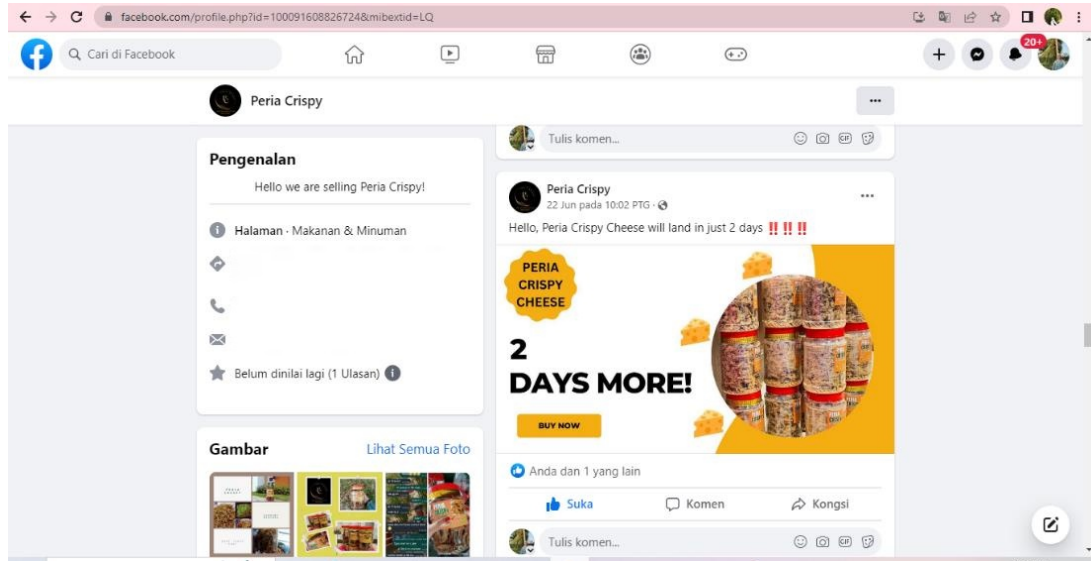 facebook.com/profile.php?id=100091608826724&mibextid=LQ
Cari di Facebook
20+
Peria Crispy
Pengenalan
Hello we are selling Peria Crispy!
Halaman · Makanan & Minuman
Belum dinilai lagi (1 Ulasan)
Gambar
Lihat Semua Foto
Tulis komen...
GIF
Peria Crispy
22 Jun pada 10:02 PTG ·
Hello, Peria Crispy Cheese will land in just 2 days ‼️ ‼️ ‼️
PERIA
CRISPY
CHEESE
2
DAYS MORE!
BUY NOW
Anda dan 1 yang lain
Suka
Komen
Kongsi
Tulis komen...
GIF